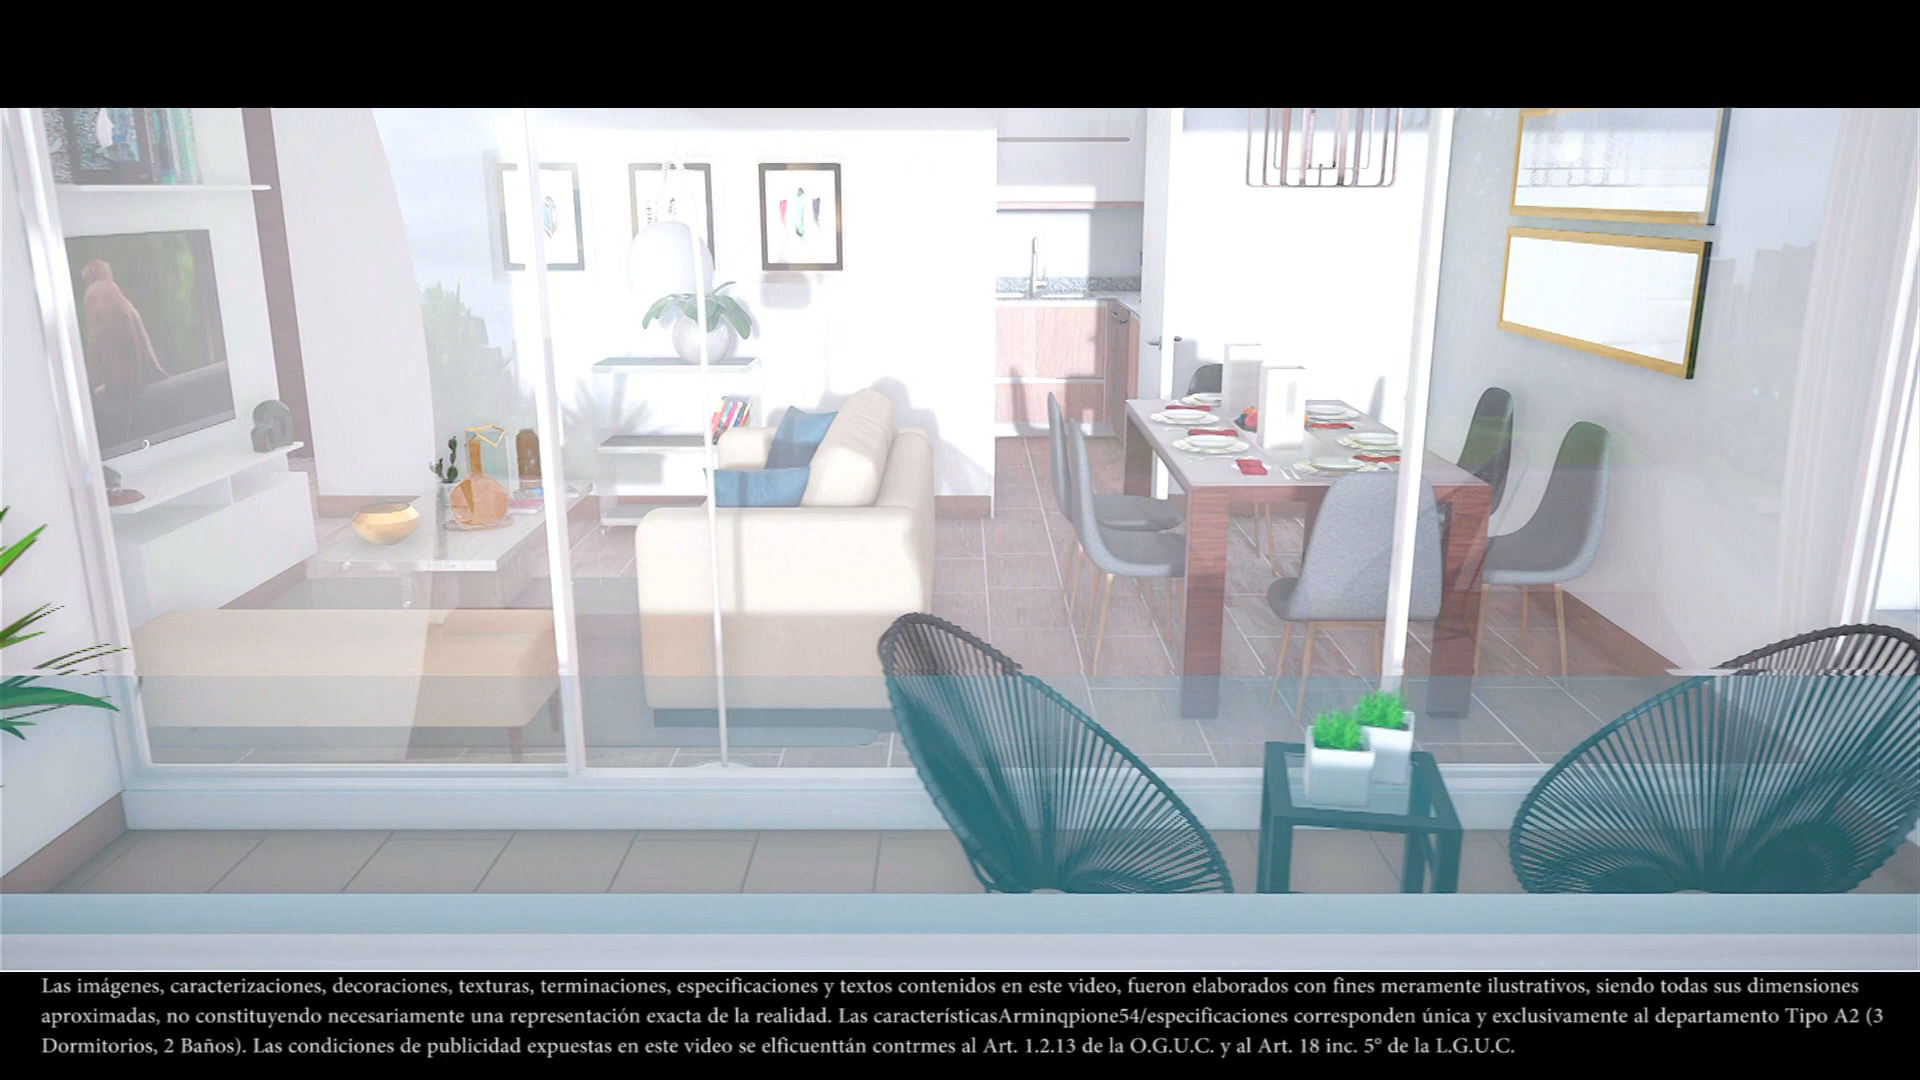 Las imágenes, caracterizaciones, decoraciones, texturas, terminaciones, especificaciones y textos contenidos en este video, fueron elaborados con fines meramente ilustrativos, siendo todas sus dimensiones
aproximadas, no constituyendo necesariamente una representación exacta de la realidad. Las característicasArminqpione54/especificaciones corresponden única y exclusivamente al departamento Tipo A2 (3
Dormitorios, 2 Baños). Las condiciones de publicidad expuestas en este video se elficuenttán contrmes al Art. 1.2.13 de la O.G.U.C. y al Art. 18 inc. 5° de la L.G.U.C.